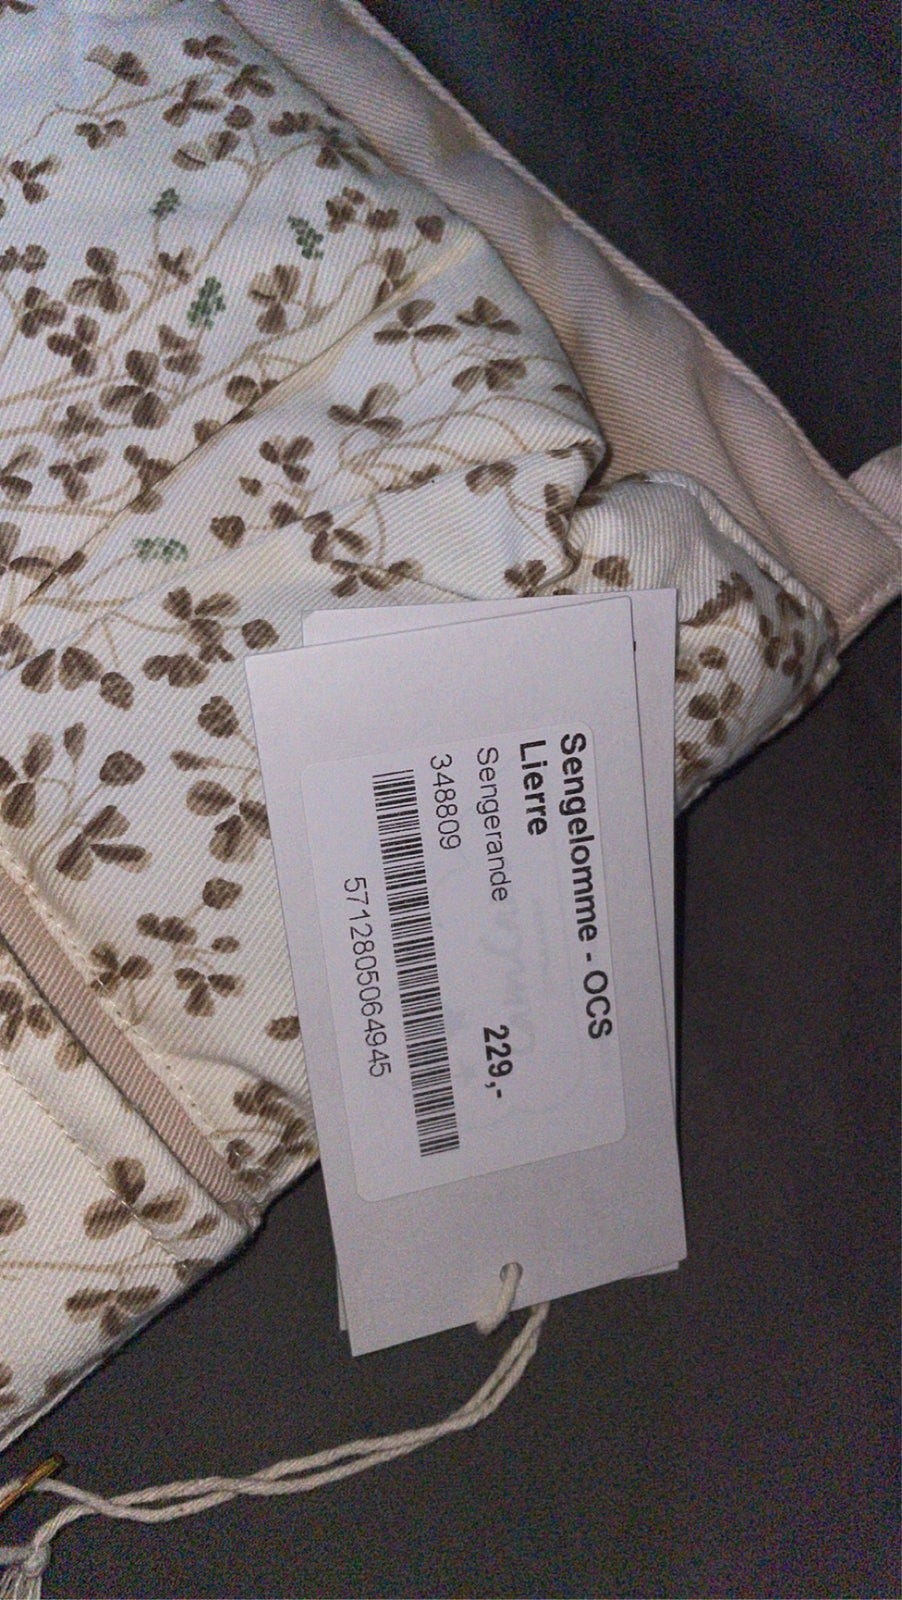 Sengelomme - OCS
Lierre
Sengerande 229,-
348809
5712805064945